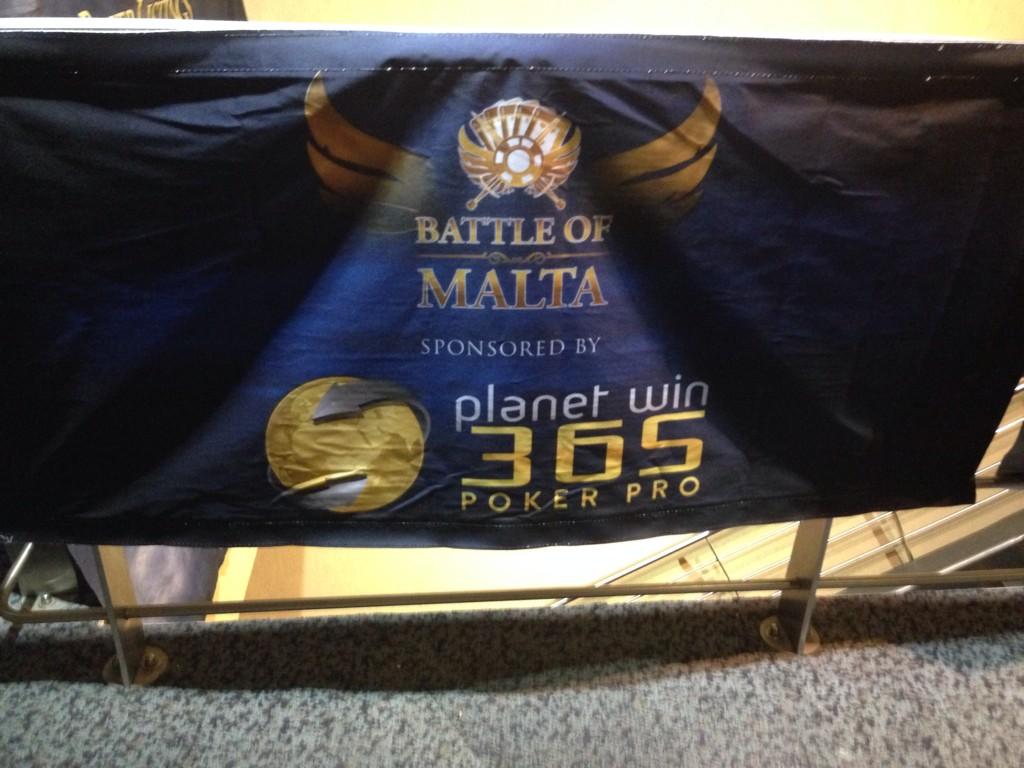 BATTLE OF
MALTA
SPONSORED BY
planet win
365
POKER PRO